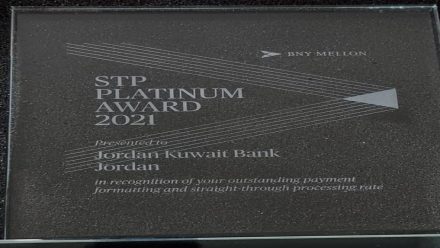 BNY MELLON
STP
PLATINUM
AWARD
2021
Presented to
Jordan Kuwait Bank
Jordan
in recognition of your outstanding payment
formatting and straight-through processing rate